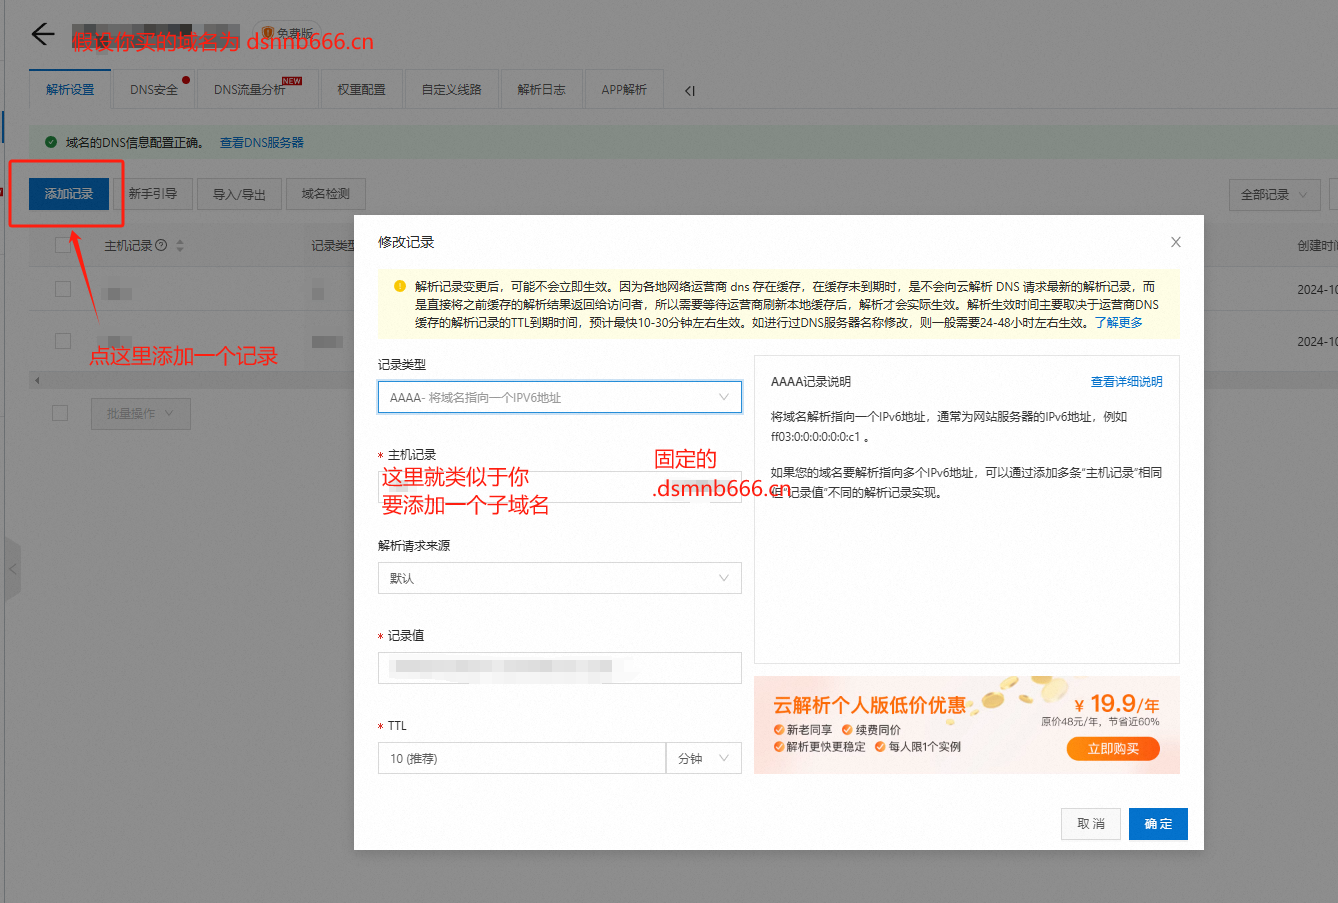 免费版
假设你买的域名为 dsmnb666.cn
解析设置
DNS安全
DNS流量分析
NEW
权重配置
自定义线路
解析日志
APP解析
域名的DNS信息配置正确。 查看DNS服务器
添加记录
新手引导
导入/导出
域名检测
全部记录
主机记录
记录类型
创建时间
2024-10
2024-10
点这里添加一个记录
批量操作
修改记录
解析记录变更后，可能不会立即生效。因为各地网络运营商 dns 存在缓存，在缓存未到期时，是不会向云解析 DNS 请求最新的解析记录，而
是直接将之前缓存的解析结果返回给访问者，所以需要等待运营商刷新本地缓存后，解析才会实际生效。解析生效时间主要取决于运营商DNS
缓存的解析记录的TTL到期时间，预计最快10-30分钟左右生效。如进行过DNS服务器名称修改，则一般需要24-48小时左右生效。了解更多
记录类型
AAAA- 将域名指向一个IPV6地址
* 主机记录
这里就类似于你
要添加一个子域名
固定的
.dsmnb666.cn
解析请求来源
默认
* 记录值
* TTL
10 (推荐)
分钟
AAAA记录说明
查看详细说明
将域名解析指向一个IPv6地址，通常为网站服务器的IPv6地址，例如
ff03:0:0:0:0:0:0:c1 。
如果您的域名要解析指向多个IPv6地址，可以通过添加多条“主机记录”相同
但“记录值”不同的解析记录实现。
云解析个人版低价优惠
新老同享 续费同价
解析更快更稳定 每人限1个实例
¥ 19.9/年
原价48元/年，节省近60%
立即购买
取消
确定